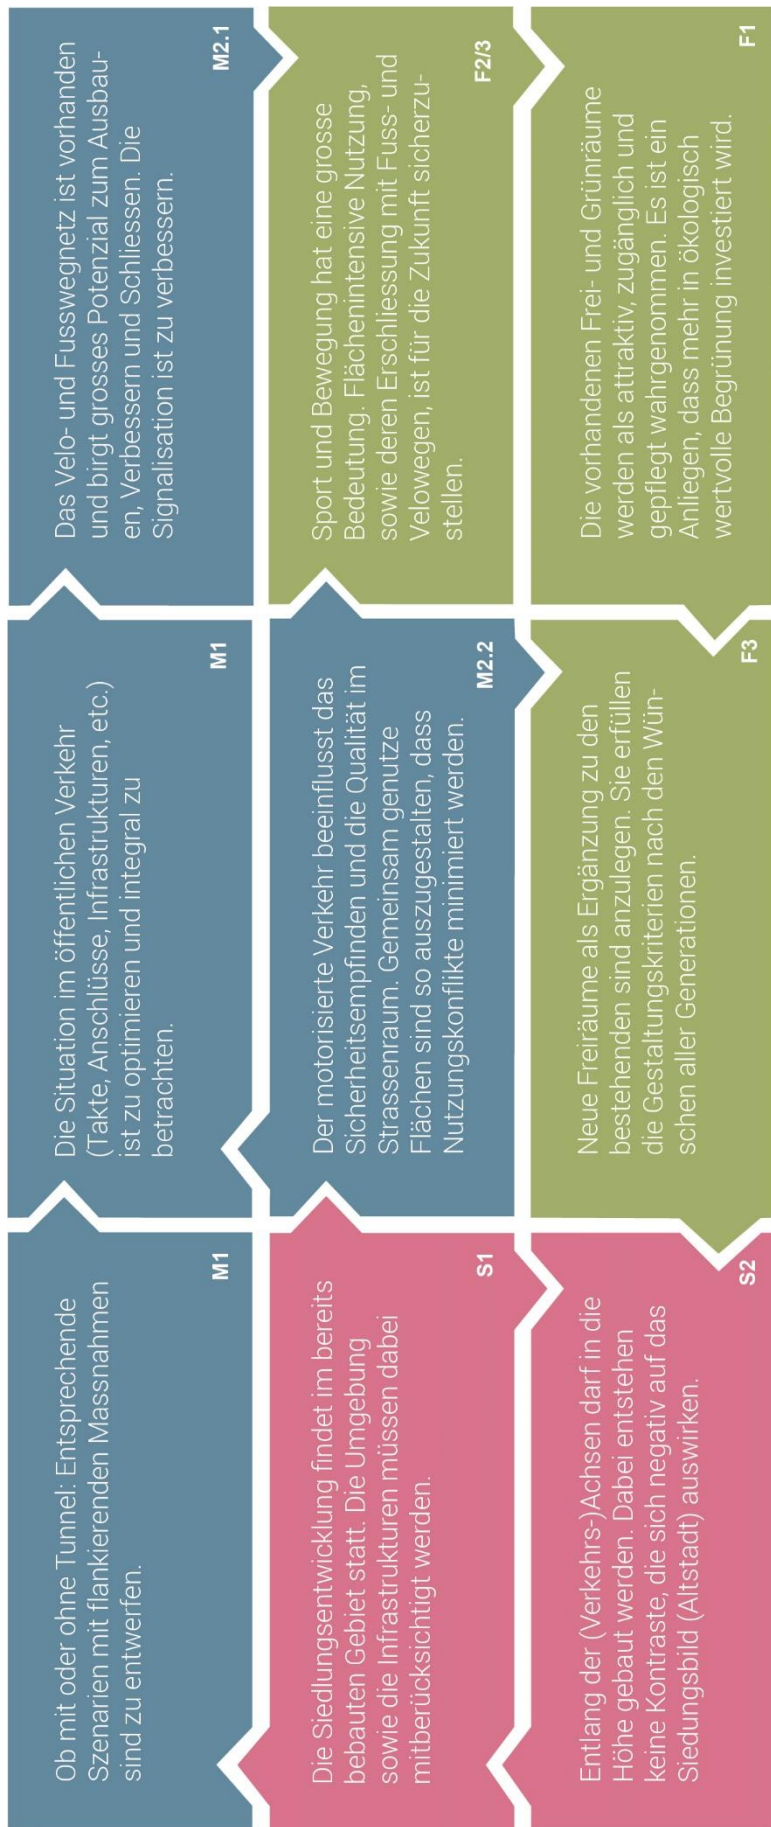 Ob mit oder ohne Tunnel: Entsprechende
Szenarien mit flankierenden Massnahmen
sind zu entwerfen.
M1
Die Situation im öffentlichen Verkehr
(Takte, Anschlüsse, Infrastrukturen, etc.)
ist zu optimieren und integral zu
betrachten.
M1
Das Velo- und Fusswegnetz ist vorhanden
und birgt grosses Potenzial zum Ausbau-
en, Verbessern und Schliessen. Die
Signalisation ist zu verbessern.
M2.1
Die Siedlungsentwicklung findet im bereits
bebauten Gebiet statt. Die Umgebung
sowie die Infrastrukturen müssen dabei
mitberücksichtigt werden.
S1
Der motorisierte Verkehr beeinflusst das
Sicherheitsempfinden und die Qualität im
Strassenraum. Gemeinsam genutze
Flächen sind so auszugestalten, dass
Nutzungskonflikte minimiert werden.
M2.2
Sport und Bewegung hat eine grosse
Bedeutung. Flächenintensive Nutzung,
sowie deren Erschliessung mit Fuss- und
Velowegen, ist für die Zukunft sicherzu-
stellen.
F2/3
Entlang der (Verkehrs-)Achsen darf in die
Höhe gebaut werden. Dabei entstehen
keine Kontraste, die sich negativ auf das
Siedungsbild (Altstadt) auswirken.
S2
Neue Freiräume als Ergänzung zu den
bestehenden sind anzulegen. Sie erfüllen
die Gestaltungskriterien nach den Wün-
schen aller Generationen.
F3
Die vorhandenen Frei- und Grünräume
werden als attraktiv, zugänglich und
gepflegt wahrgenommen. Es ist ein
Anliegen, dass mehr in ökologisch
wertvolle Begrünung investiert wird.
F1